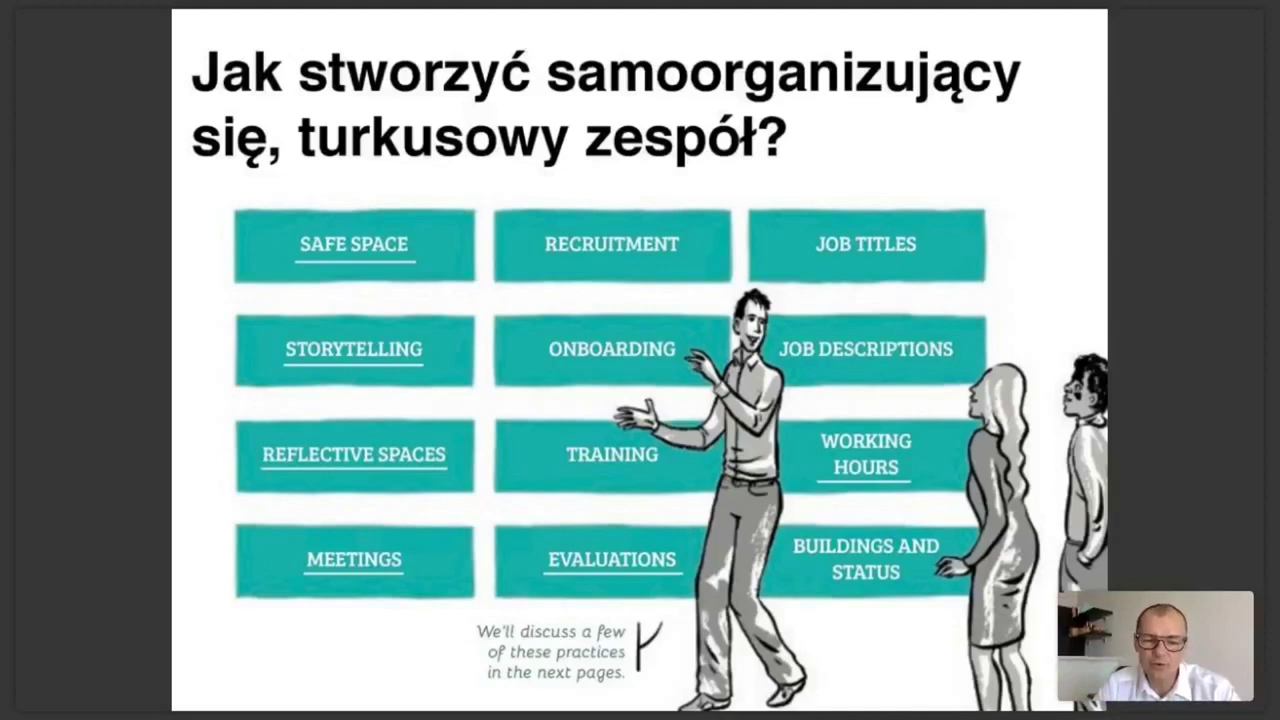 Jak stworzyć samoorganizujący
się, turkusowy zespół?
SAFE SPACE
RECRUITMENT
JOB TITLES
STORYTELLING
ONBOARDING
JOB DESCRIPTIONS
REFLECTIVE SPACES
TRAINING
WORKING
HOURS
MEETINGS
EVALUATIONS
BUILDINGS AND
STATUS
We'll discuss a few
of these practices
in the next pages.